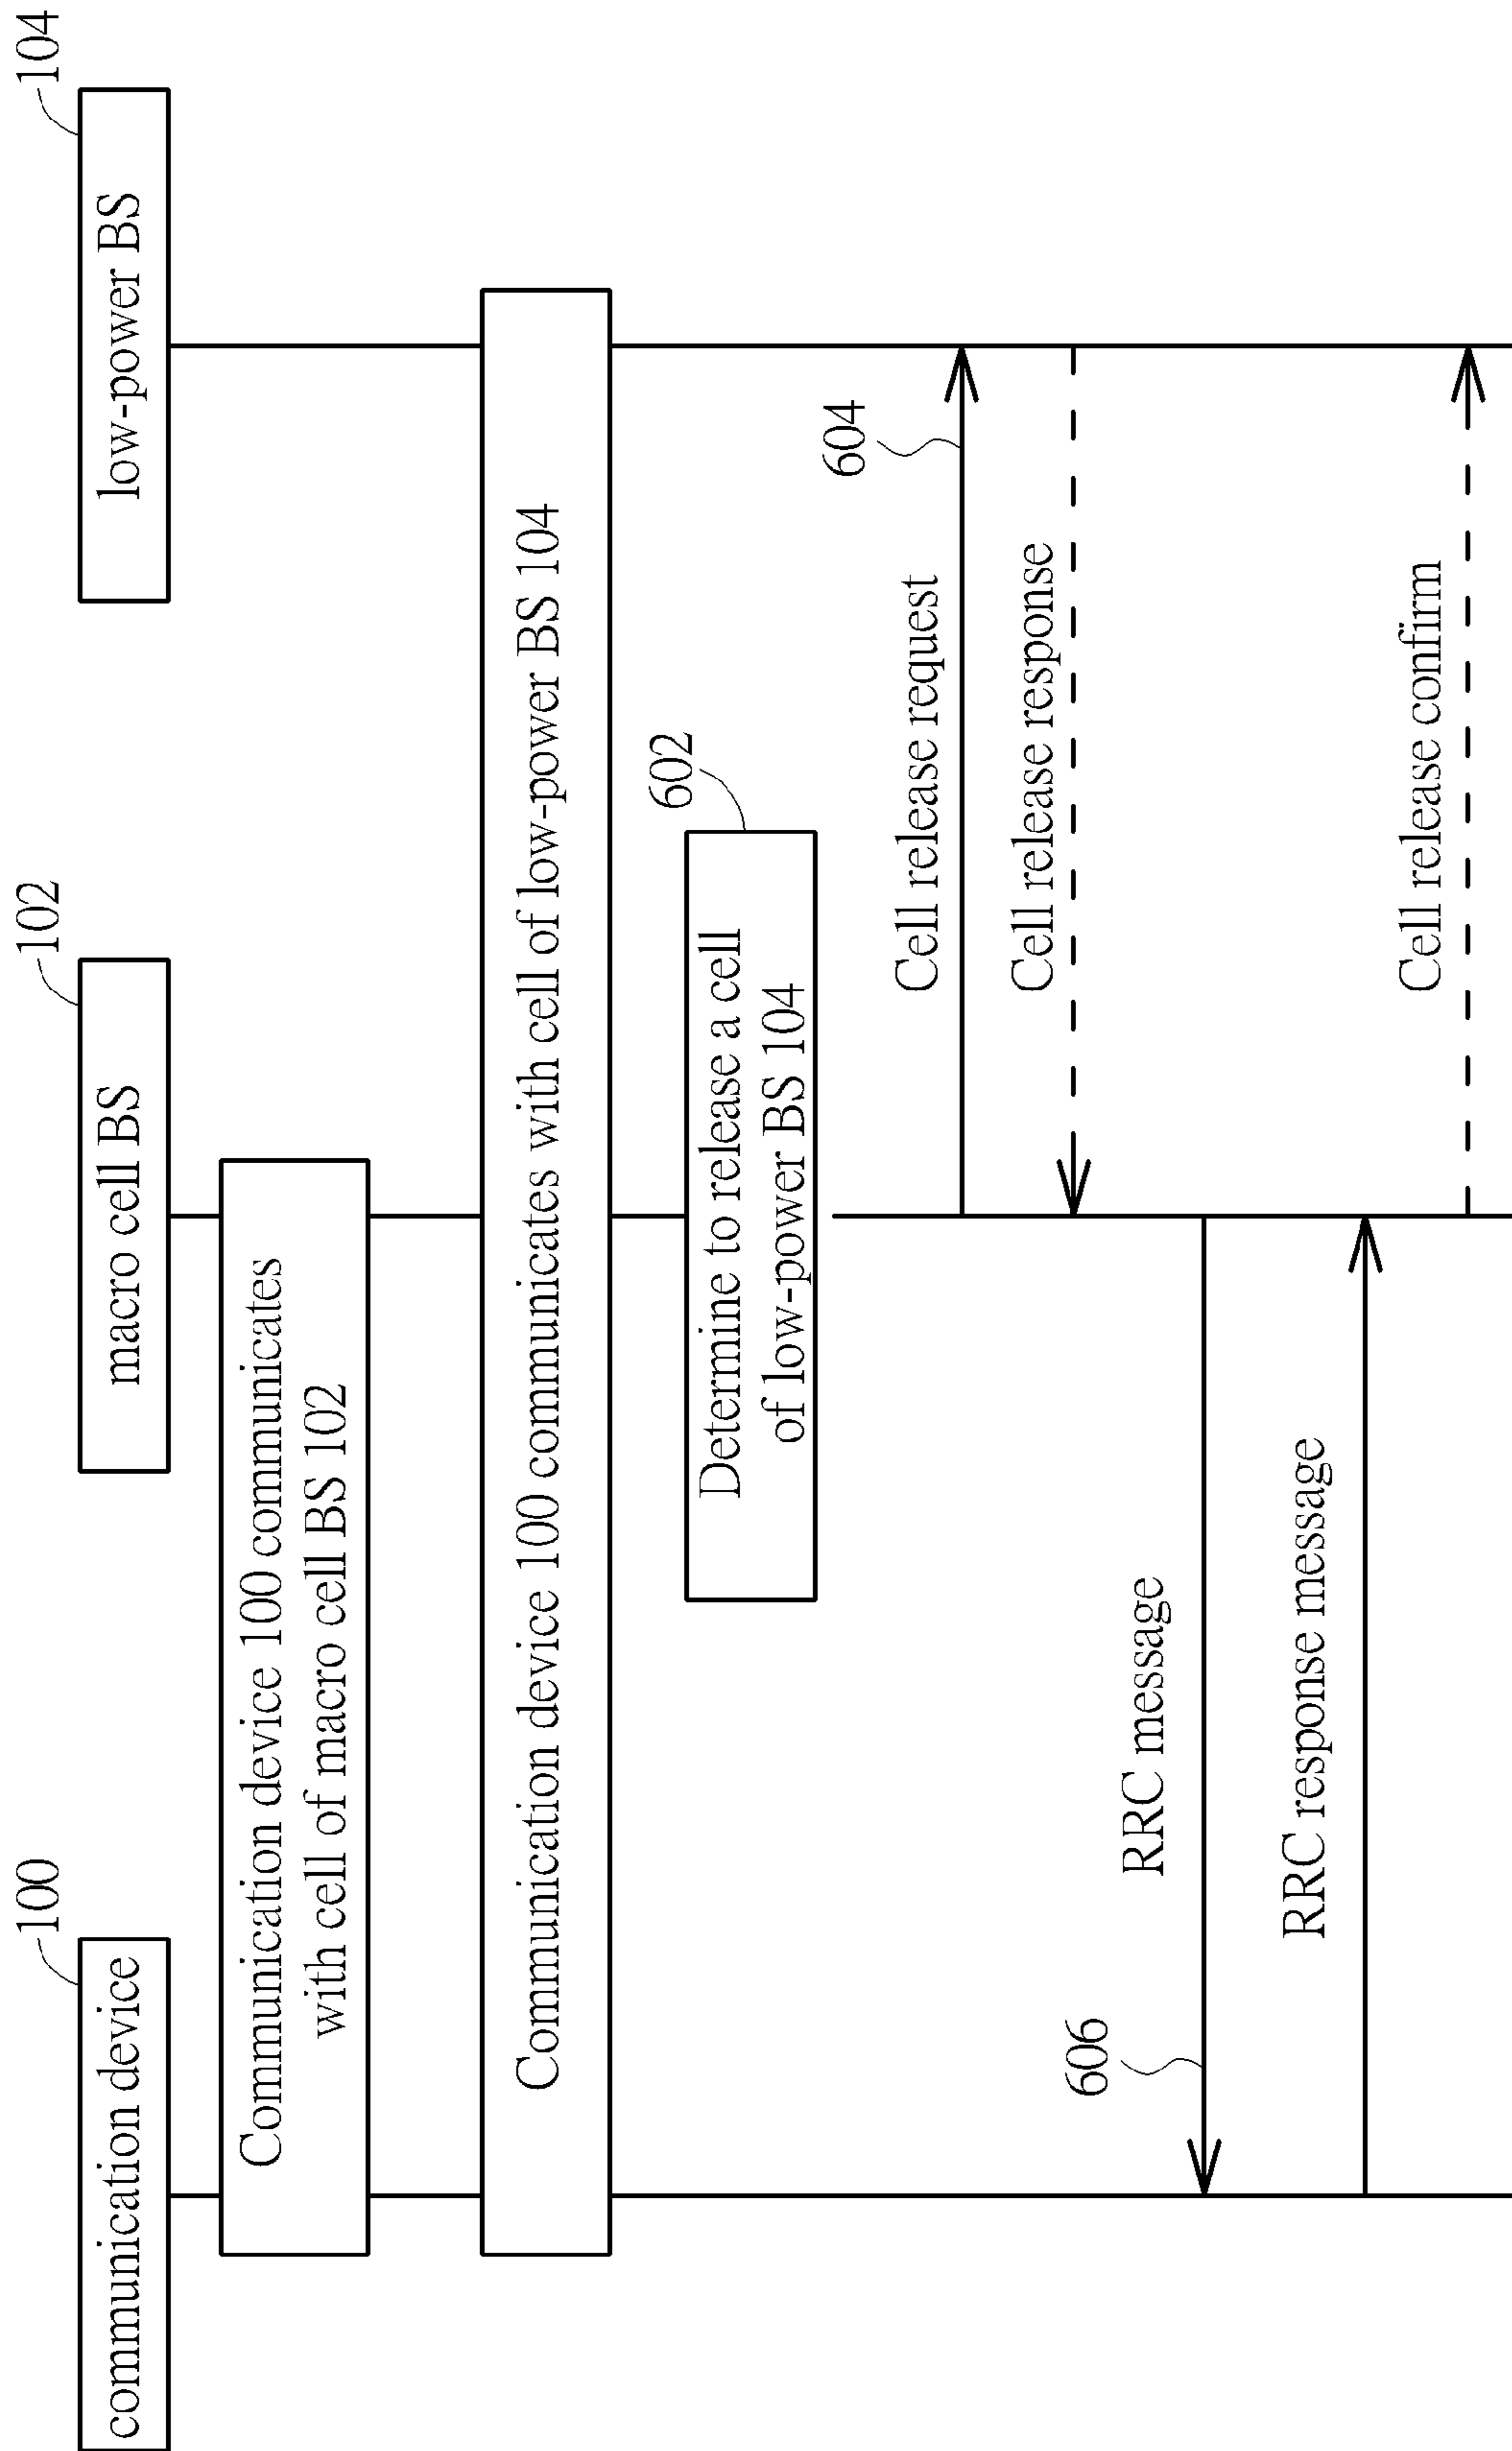 100
communication device
102
macro cell BS
104
low-power BS
Communication device 100 communicates
with cell of macro cell BS 102
Communication device 100 communicates with cell of low-power BS 104
602
Determine to release a cell
of low-power BS 104
604
Cell release request
Cell release response
606
RRC message
RRC response message
Cell release confirm